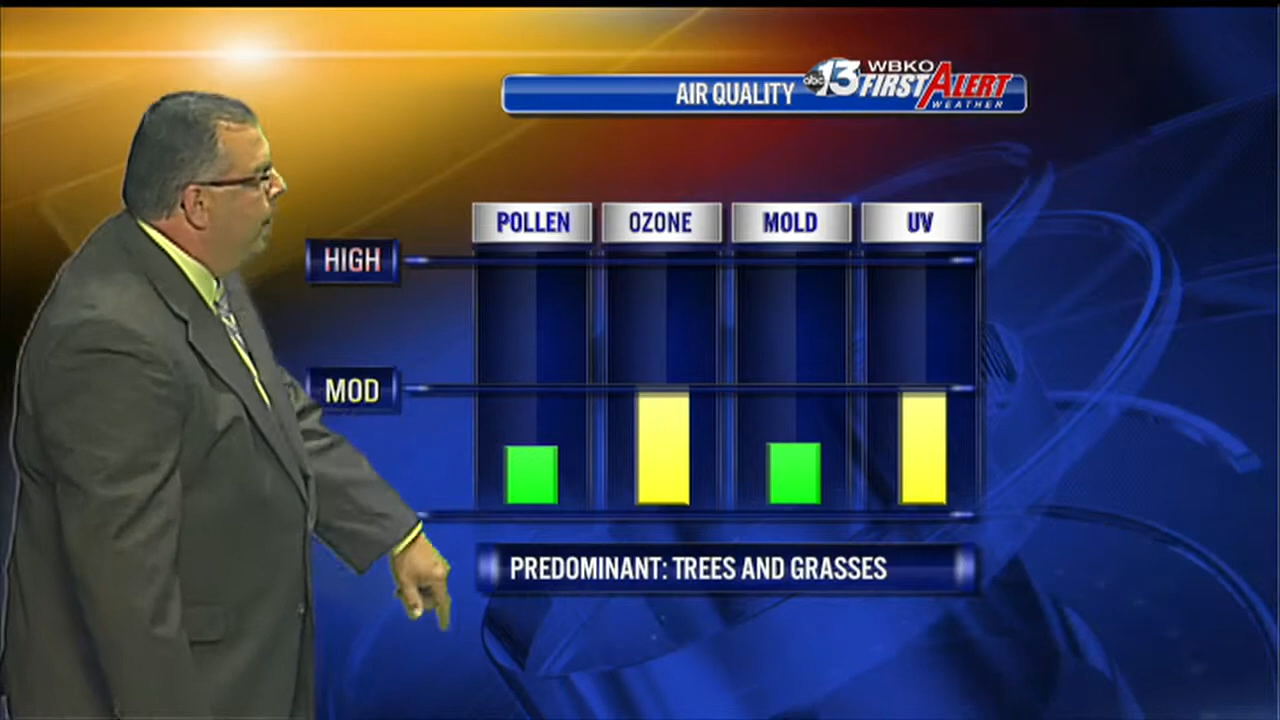 AIR QUALITY
abc 13 WBKO
FIRST ALERT
WEATHER
POLLEN OZONE MOLD UV
HIGH
MOD
PREDOMINANT: TREES AND GRASSES